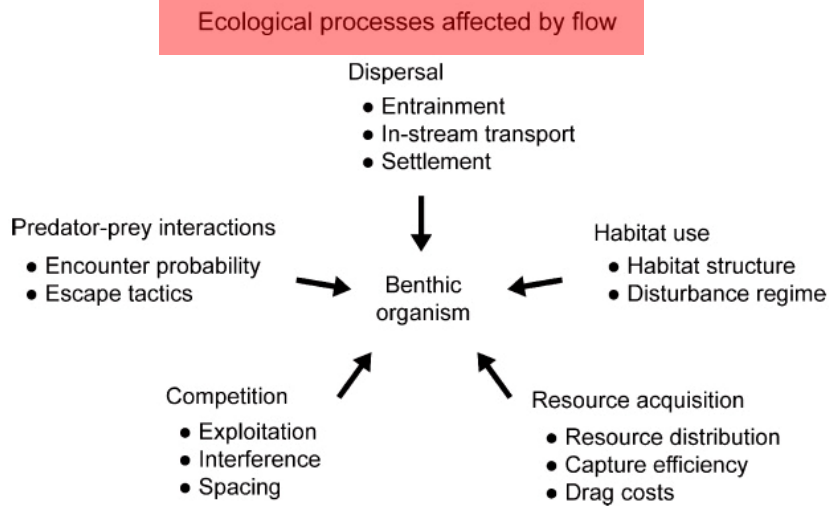 Ecological processes affected by flow
Dispersal
● Entrainment
● In-stream transport
● Settlement
Predator-prey interactions
● Encounter probability
● Escape tactics
Habitat use
● Habitat structure
● Disturbance regime
Benthic
organism
Competition
● Exploitation
● Interference
● Spacing
Resource acquisition
● Resource distribution
● Capture efficiency
● Drag costs